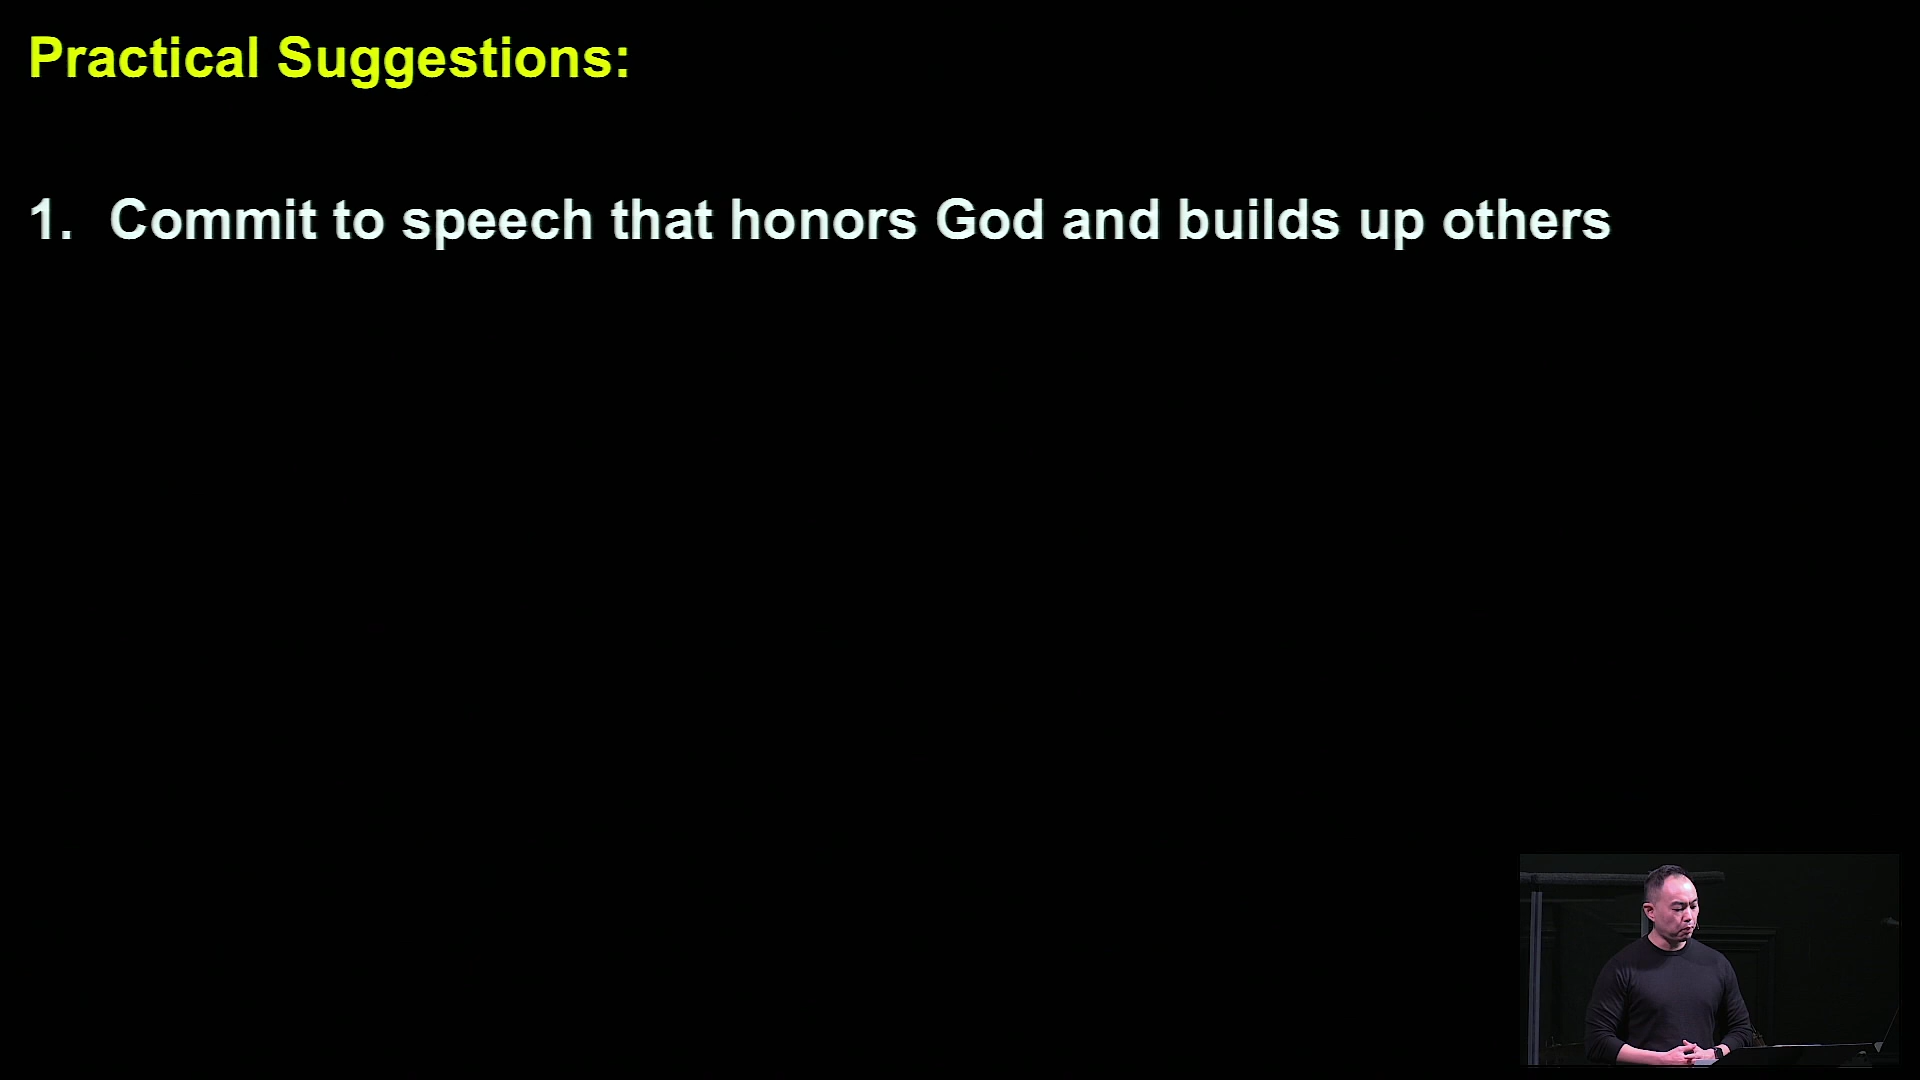 Practical Suggestions:
1. Commit to speech that honors God and builds up others